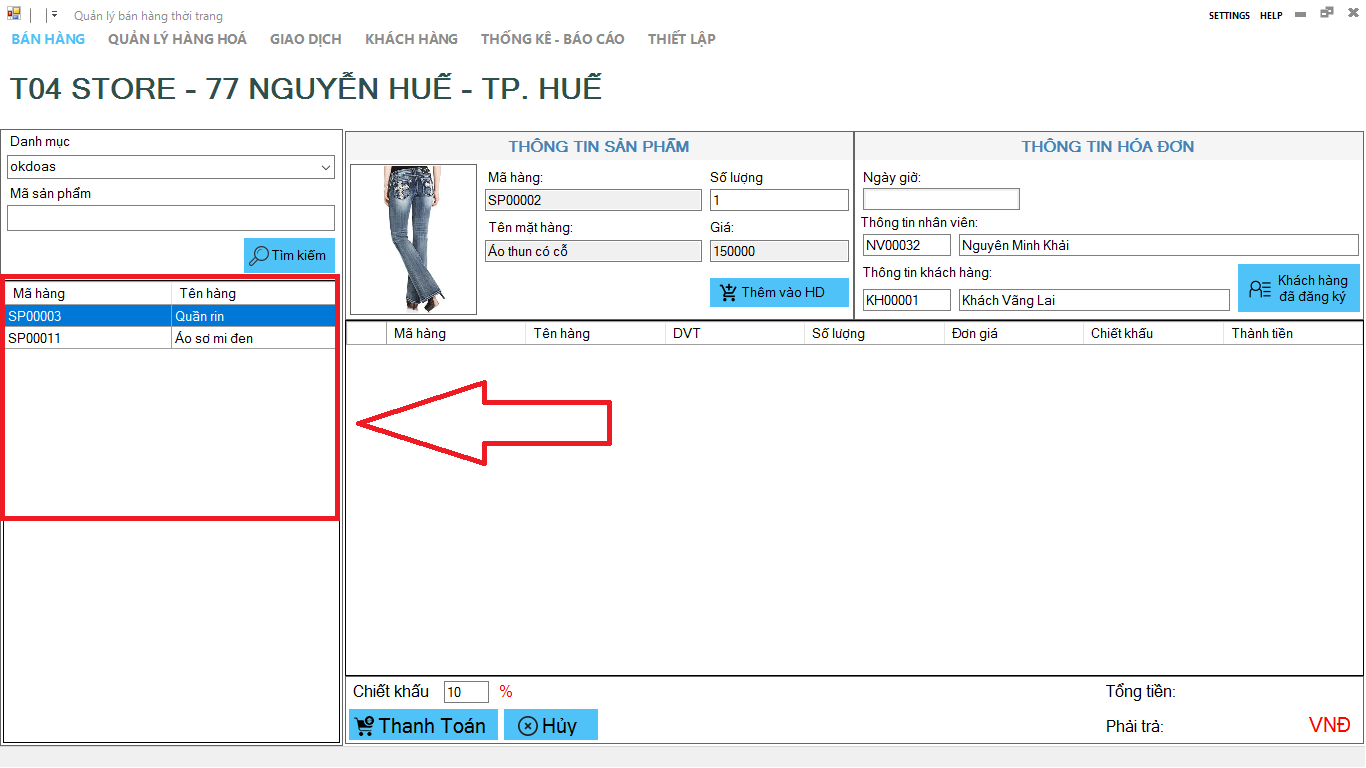 Quản lý bán hàng thời trang
SETTINGS HELP
BÁN HÀNG QUẢN LÝ HÀNG HOÁ GIAO DỊCH KHÁCH HÀNG THỐNG KÊ - BÁO CÁO THIẾT LẬP
T04 STORE - 77 NGUYỄN HUẾ - TP. HUẾ
Danh mục
okdoas
Mã sản phẩm
Tìm kiếm
Mã hàng Tên hàng
SP00003 Quần rin
SP00011 Áo sơ mi đen
THÔNG TIN SẢN PHẨM
Mã hàng: Số lượng
SP00002 1
Tên mặt hàng: Giá:
Áo thun có cỗ 150000
Thêm vào HD
THÔNG TIN HÓA ĐƠN
Ngày giờ:
Thông tin nhân viên:
NV00032 Nguyên Minh Khải
Thông tin khách hàng:
KH00001 Khách Vãng Lai
Khách hàng
đã đăng ký
Mã hàng Tên hàng DVT Số lượng Đơn giá Chiết khấu Thành tiền
Chiết khấu 10 %
Tổng tiền:
Thanh Toán Hủy
Phải trả: VNĐ